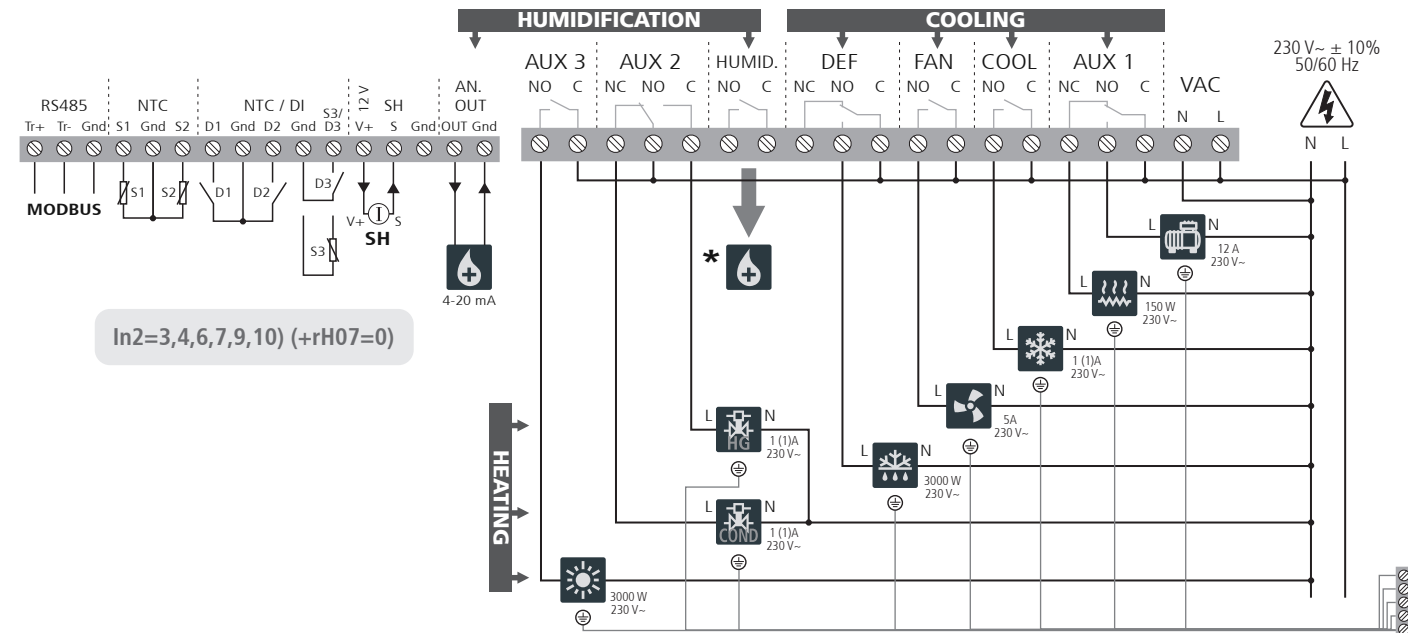 HUMIDIFICATION
COOLING
AUX 3 AUX 2 HUMID. DEF FAN COOL AUX 1 VAC
230 V~ ± 10%
50/60 Hz
NO C NC NO C NO C NC NO C NO C NO C NC NO C N L
N L
RS485 NTC NTC / DI S3/ 12 V SH AN.
OUT
Tr+ Tr- Gnd S1 Gnd S2 D1 Gnd D2 Gnd D3 V+ S Gnd OUT Gnd
S1 S2 D1 D2 D3
MODBUS
V+ I S
SH
S3
4-20 mA
*
In2=3,4,6,7,9,10) (+rH07=0)
L N
12 A
230 V~
L N
150 W
230 V~
L N
1 (1)A
230 V~
L N
5A
230 V~
L N
3000 W
230 V~
HEATING
L N
HG
1 (1)A
230 V~
L N
COND
1 (1)A
230 V~
3000 W
230 V~